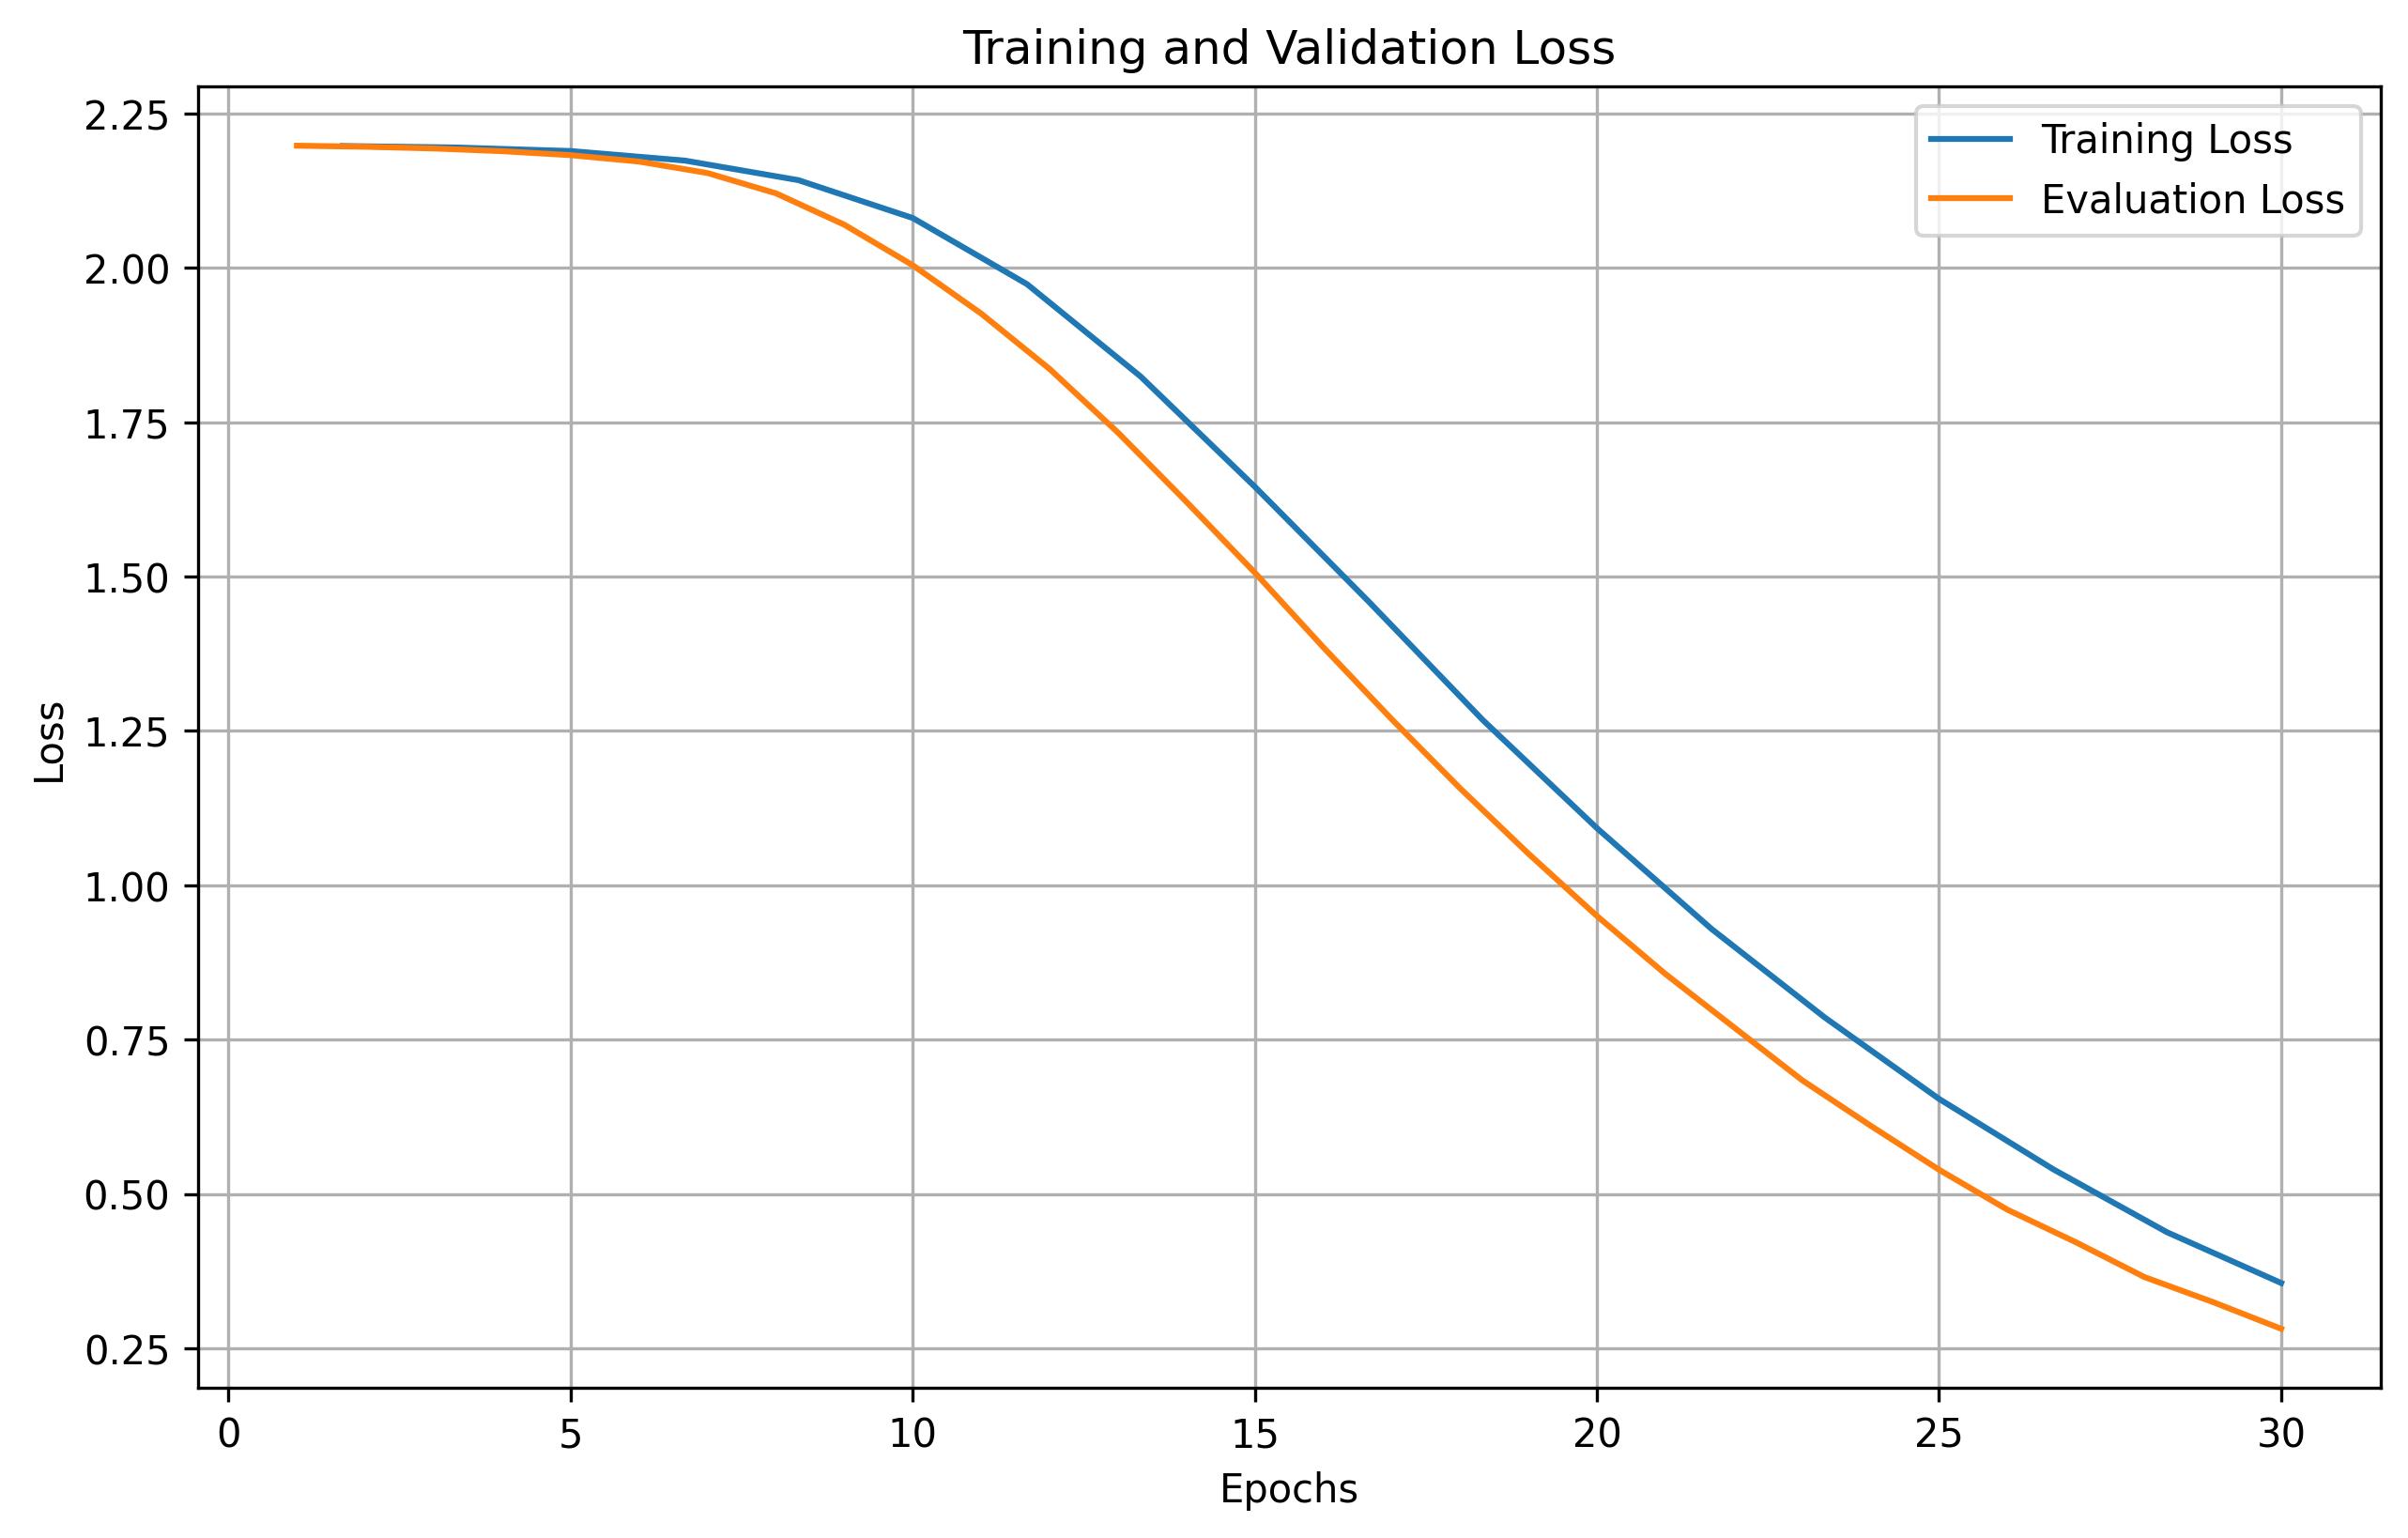 Training and Validation Loss
Training Loss
Evaluation Loss
2.25
2.00
1.75
1.50
1.25
1.00
0.75
0.50
0.25
Loss
0 5 10 15 20 25 30
Epochs